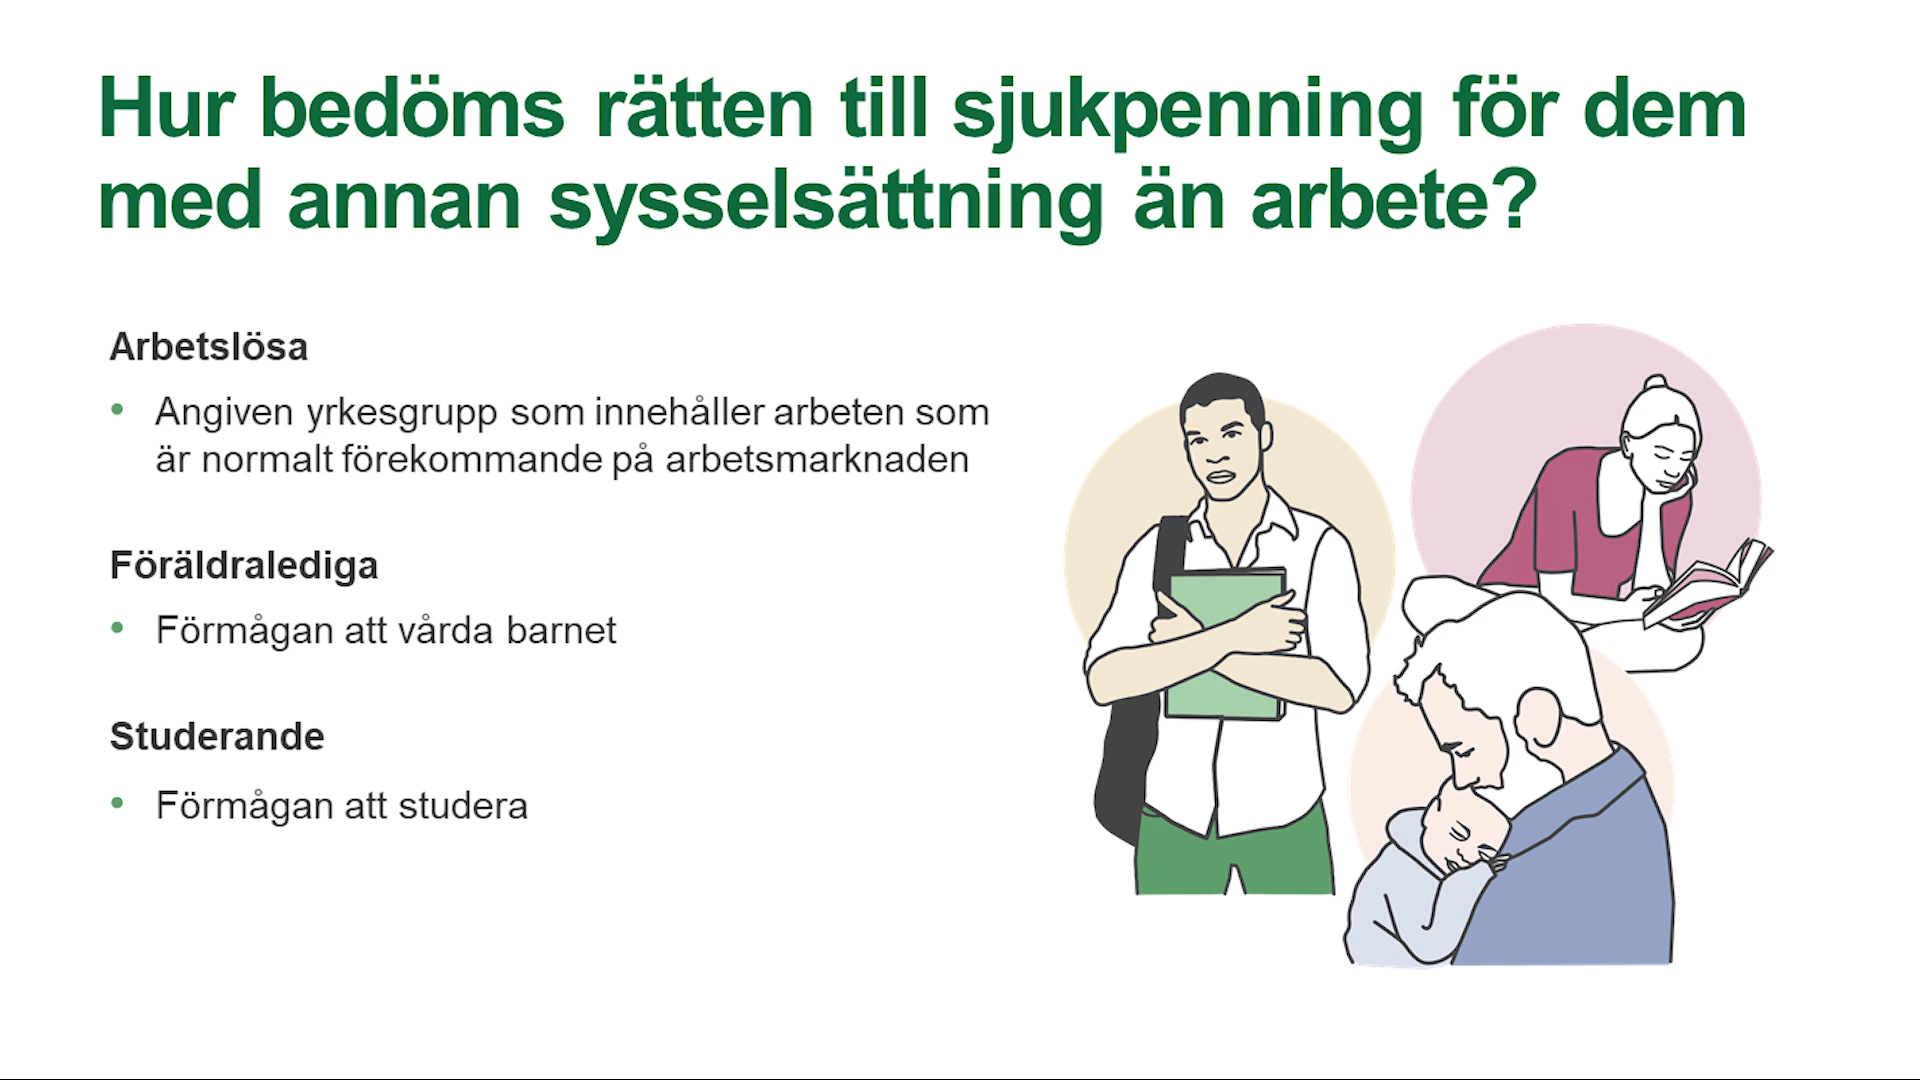 Hur bedöms rätten till sjukpenning för dem
med annan sysselsättning än arbete?
Arbetslösa
• Angiven yrkesgrupp som innehåller arbeten som
är normalt förekommande på arbetsmarknaden
Föräldralediga
• Förmågan att vårda barnet
Studerande
• Förmågan att studera